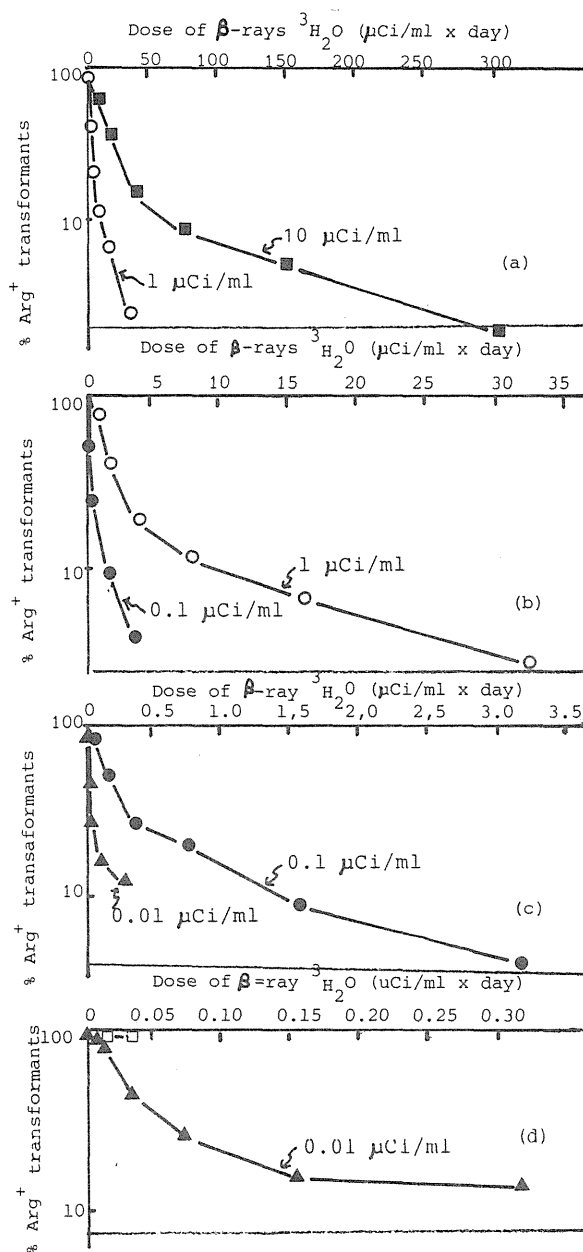 Dose of β-rays ³H₂O (μCi/ml x day)
0 50 100 150 200 250 300
100
10
% Arg⁺ transformants
10 μCi/ml
1 μCi/ml
(a)
Dose of β-rays ³H₂O (μCi/ml x day)
0 5 10 15 20 25 30
100
10
% Arg⁺ transformants
1 μCi/ml
0.1 μCi/ml
(b)
Dose of β-ray ³H₂O (μCi/ml x day)
0 0.5 1.0 1,5 2.0 2,5 3.0 3.5
100
10
% Arg⁺ transaformants
0.1 μCi/ml
0.01 μCi/ml
(c)
Dose of β=ray ³H₂O (uCi/ml x day)
0 0.05 0.10 0.15 0.20 0.25 0.30
100
10
% Arg⁺ transformants
0.01 μCi/ml
(d)